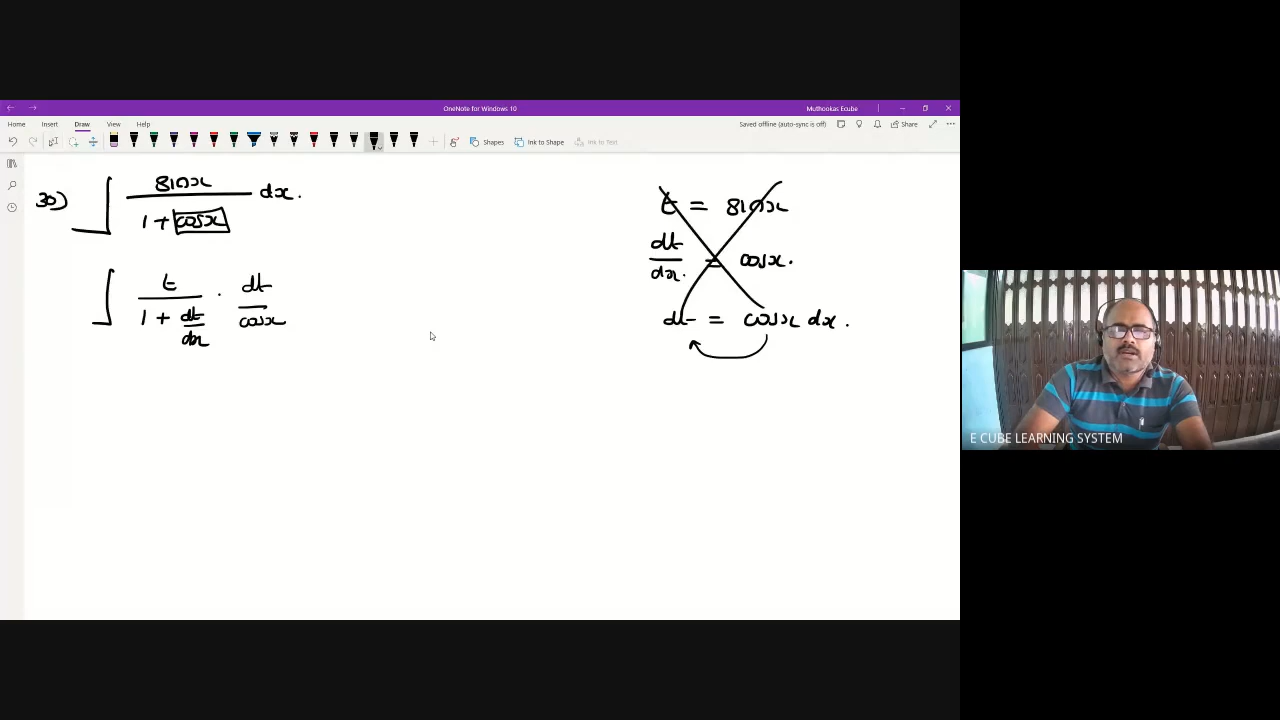 OneNote for Windows 10
Muthookas Ecube
Home Insert Draw View Help
Saved offline (auto-sync is off)
Share
Shapes
Ink to Shape
Ink to Text
30) ∫ sinx / 1 + cosx dx.
∫ t / 1 + dt/dx · dt / cosx
t = sinx
dt/dx. = cosx.
dt = cosx dx.
E CUBE LEARNING SYSTEM